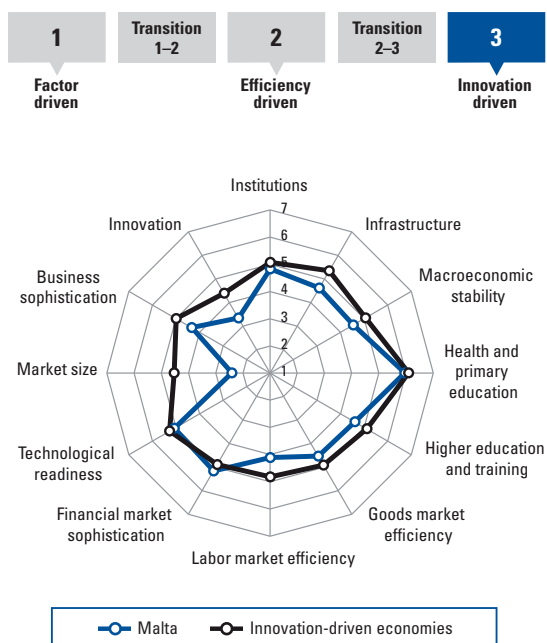 1
Transition
1–2
2
Transition
2–3
3
Factor
driven
Efficiency
driven
Innovation
driven
Institutions
7
Innovation
Infrastructure
6
Business
sophistication
5
Macroeconomic
stability
4
3
2
Market size
1
Health and
primary
education
Technological
readiness
Higher education
and training
Financial market
sophistication
Goods market
efficiency
Labor market efficiency
Malta
Innovation-driven economies